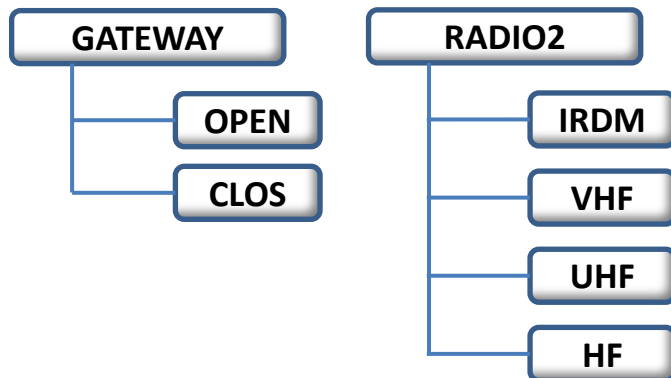 GATEWAY
OPEN
CLOS
RADIO2
IRDM
VHF
UHF
HF